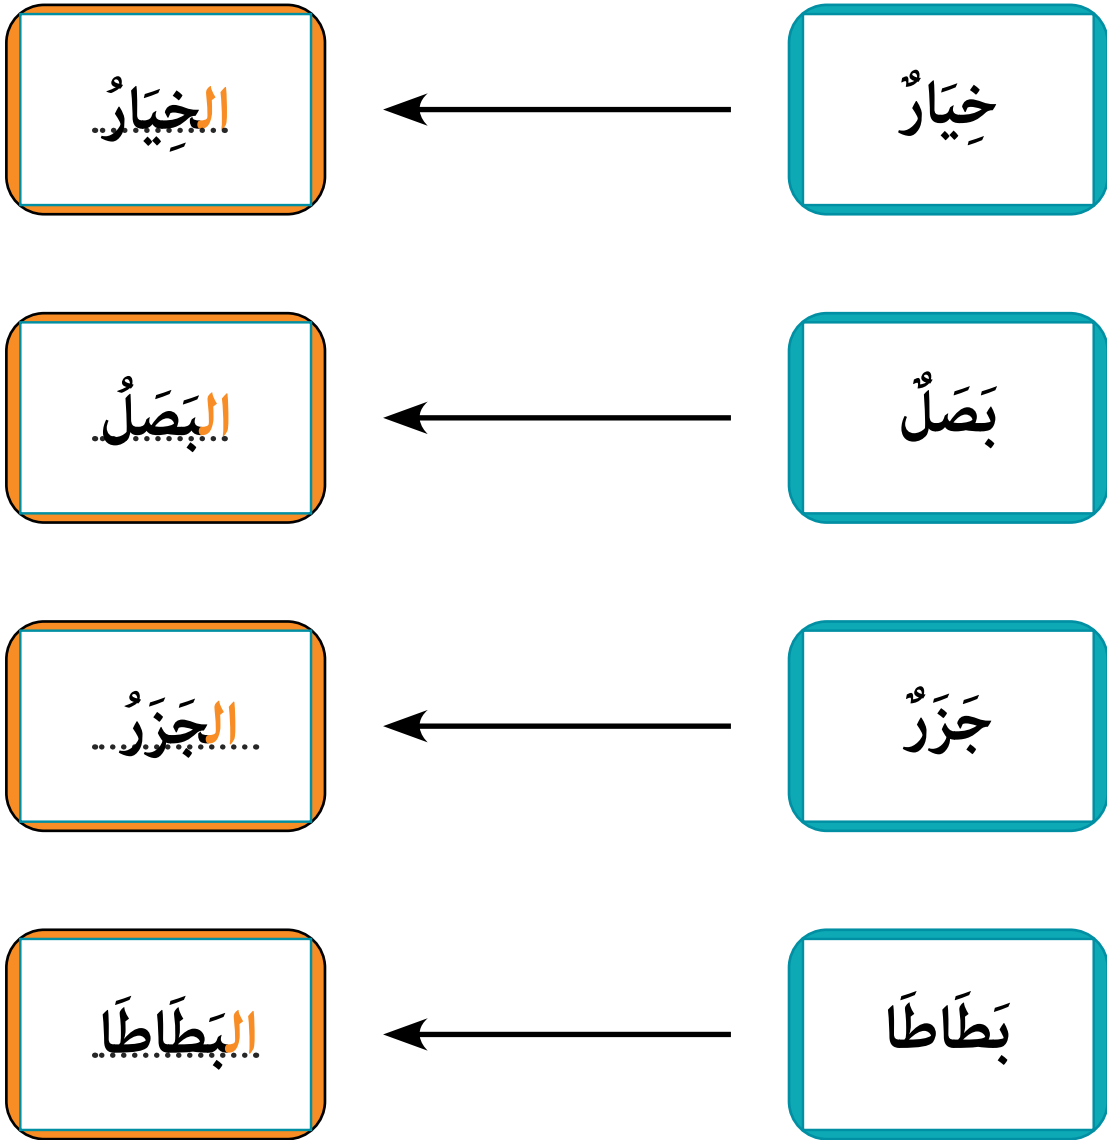 خِيَارٌ الخِيَارُ
بَصَلٌ البَصَلُ
جَزَرٌ الجَزَرُ
بَطَاطَا البَطَاطَا